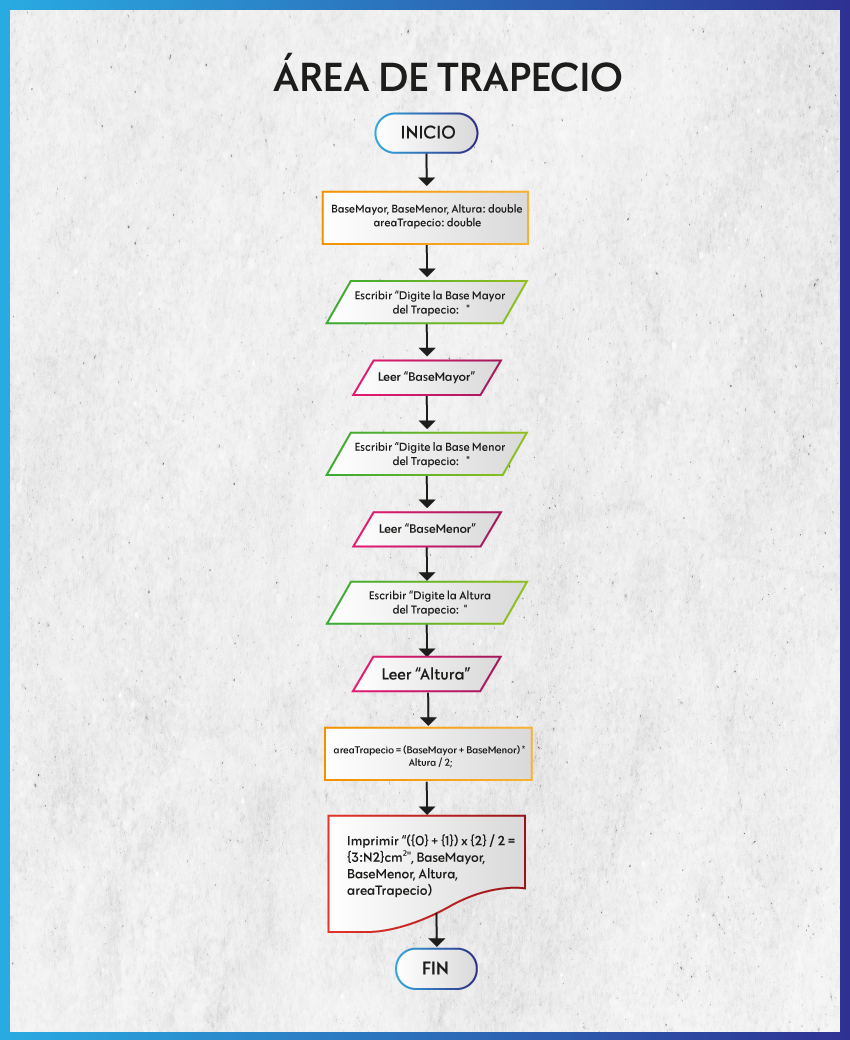 ÁREA DE TRAPECIO
INICIO
BaseMayor, BaseMenor, Altura: double
areaTrapecio: double
Escribir “Digite la Base Mayor
del Trapecio: "
Leer “BaseMayor”
Escribir “Digite la Base Menor
del Trapecio: "
Leer “BaseMenor”
Escribir “Digite la Altura
del Trapecio: "
Leer “Altura”
areaTrapecio = (BaseMayor + BaseMenor) *
Altura / 2;
Imprimir “({0} + {1}) x {2} / 2 =
{3:N2}cm²", BaseMayor,
BaseMenor, Altura,
areaTrapecio)
FIN